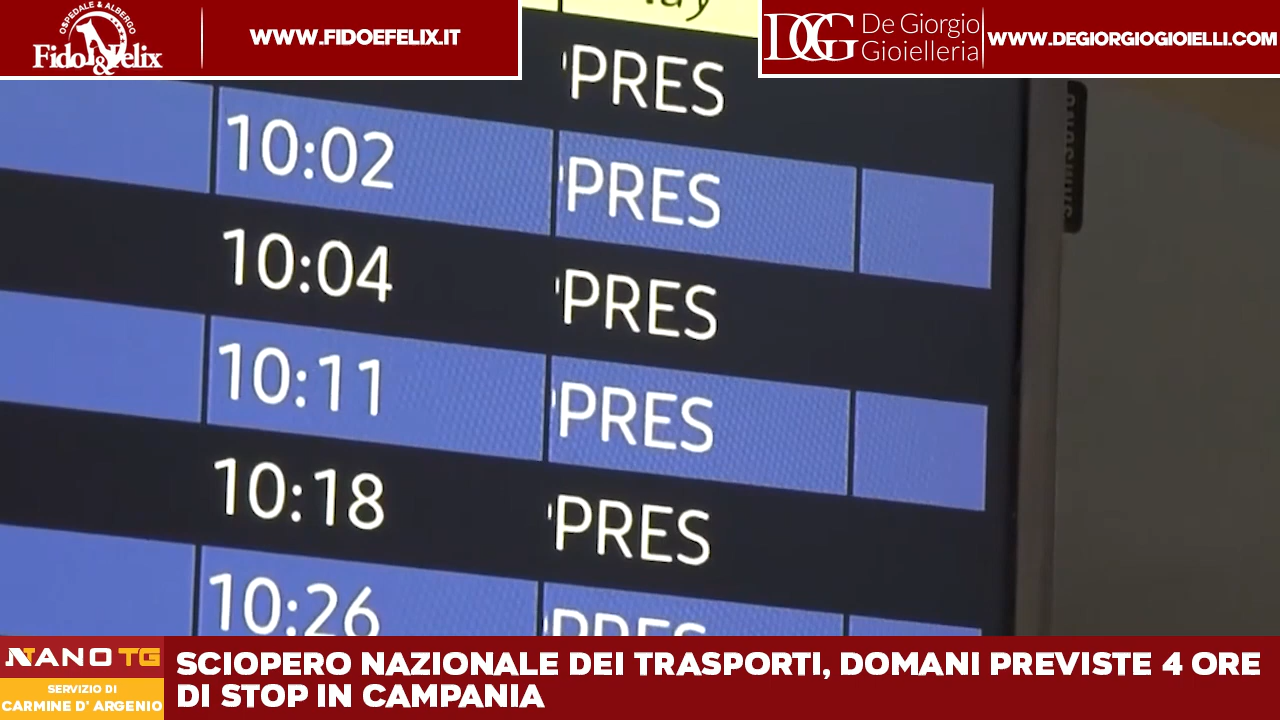 OSPEDALE & ALBERGO
Fido & Felix
WWW.FIDOEFELIX.IT
DG De Giorgio
Gioielleria
WWW.DEGIORGIOGIOIELLI.COM
PRES
10:02 PRES
10:04 PRES
10:11 PRES
10:18 PRES
10:26 PRES
SAMSUNG
NANO TG
SERVIZIO DI
CARMINE D' ARGENIO
SCIOPERO NAZIONALE DEI TRASPORTI, DOMANI PREVISTE 4 ORE
DI STOP IN CAMPANIA